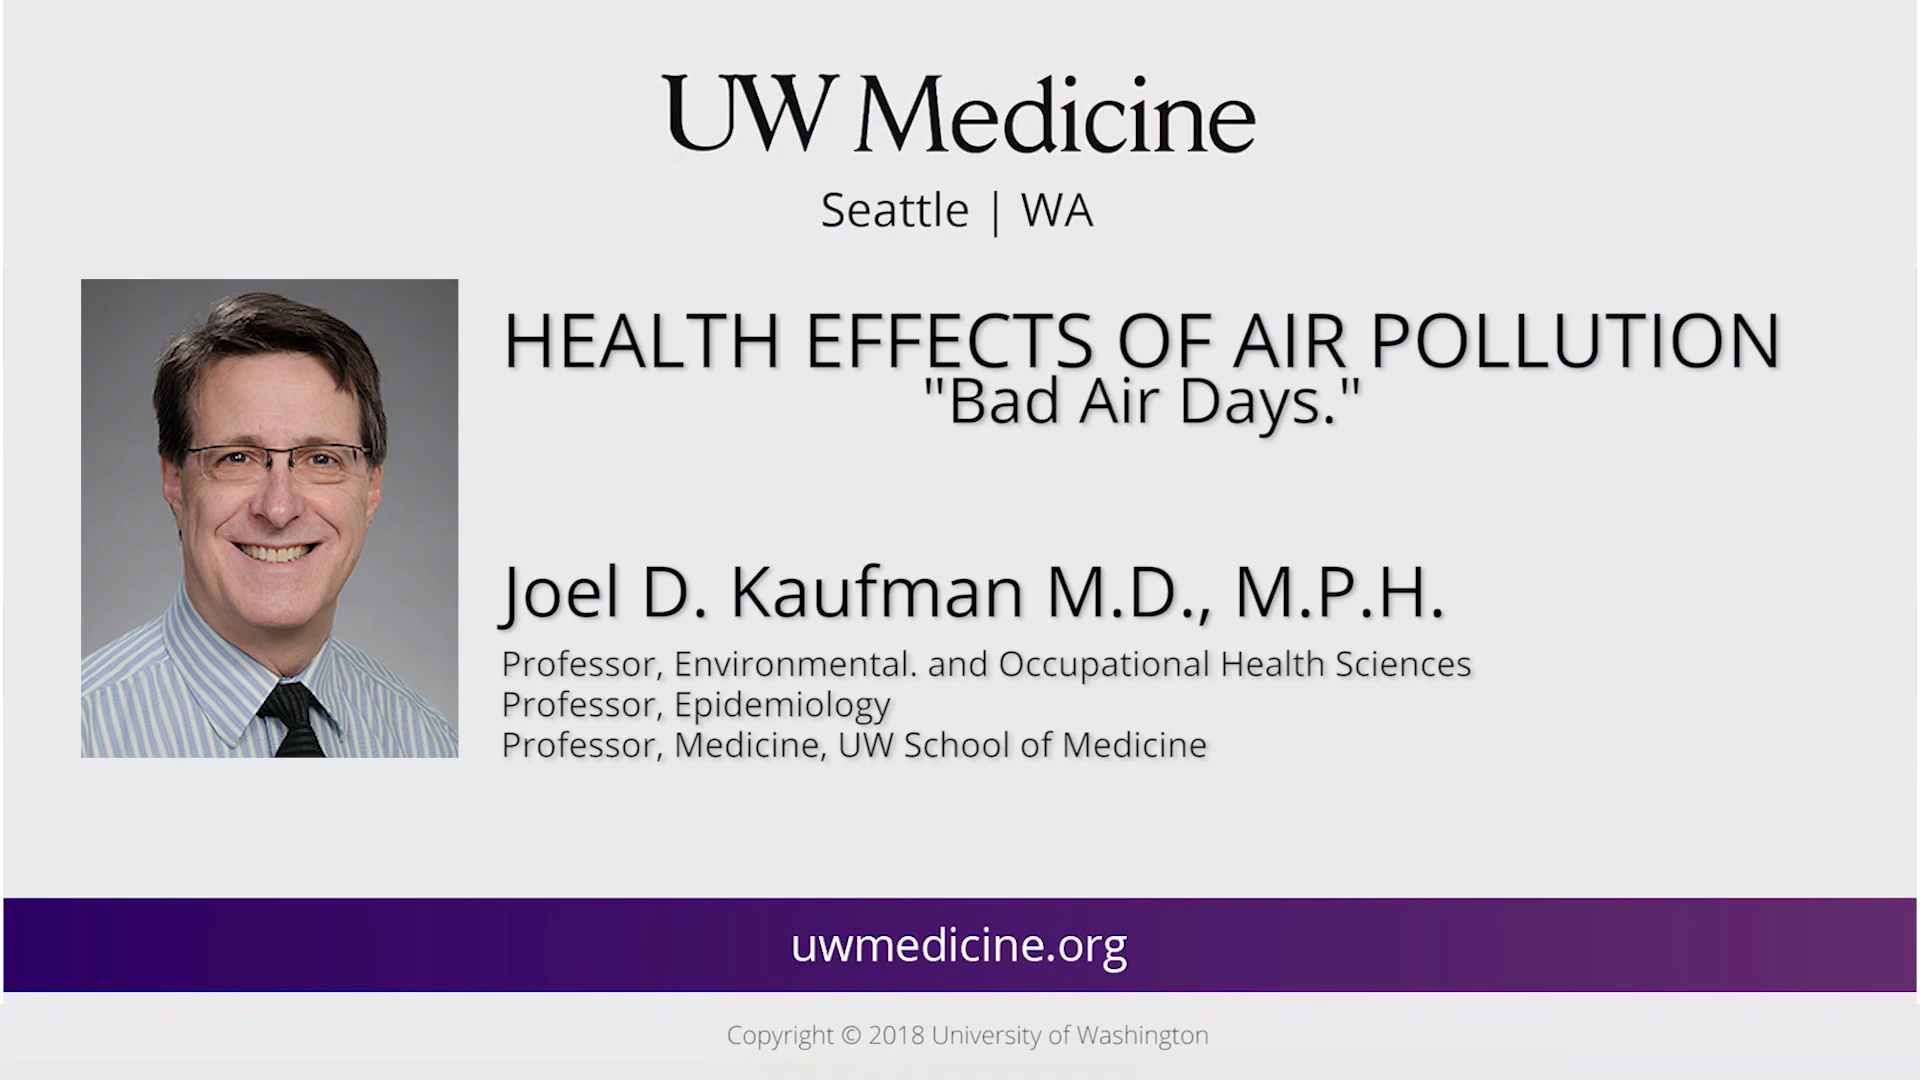 UW Medicine
Seattle | WA
HEALTH EFFECTS OF AIR POLLUTION
"Bad Air Days."
Joel D. Kaufman M.D., M.P.H.
Professor, Environmental. and Occupational Health Sciences
Professor, Epidemiology
Professor, Medicine, UW School of Medicine
uwmedicine.org
Copyright © 2018 University of Washington